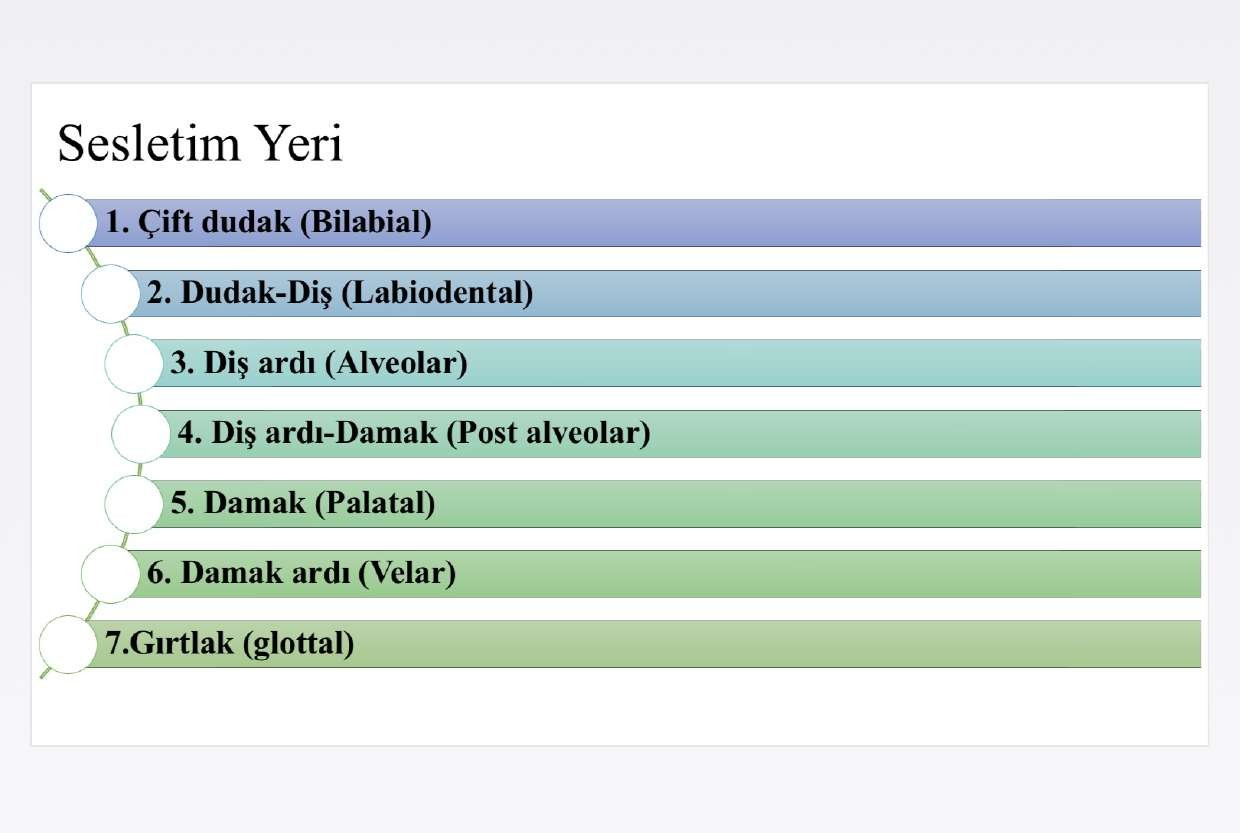 Sesletim Yeri
1. Çift dudak (Bilabial)
2. Dudak-Diş (Labiodental)
3. Diş ardı (Alveolar)
4. Diş ardı-Damak (Post alveolar)
5. Damak (Palatal)
6. Damak ardı (Velar)
7.Gırtlak (glottal)